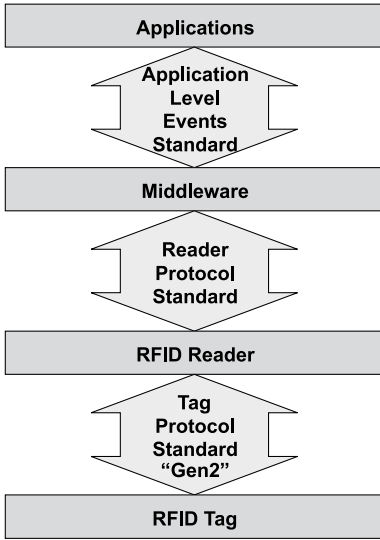 Applications
Application
Level
Events
Standard
Middleware
Reader
Protocol
Standard
RFID Reader
Tag
Protocol
Standard
“Gen2”
RFID Tag